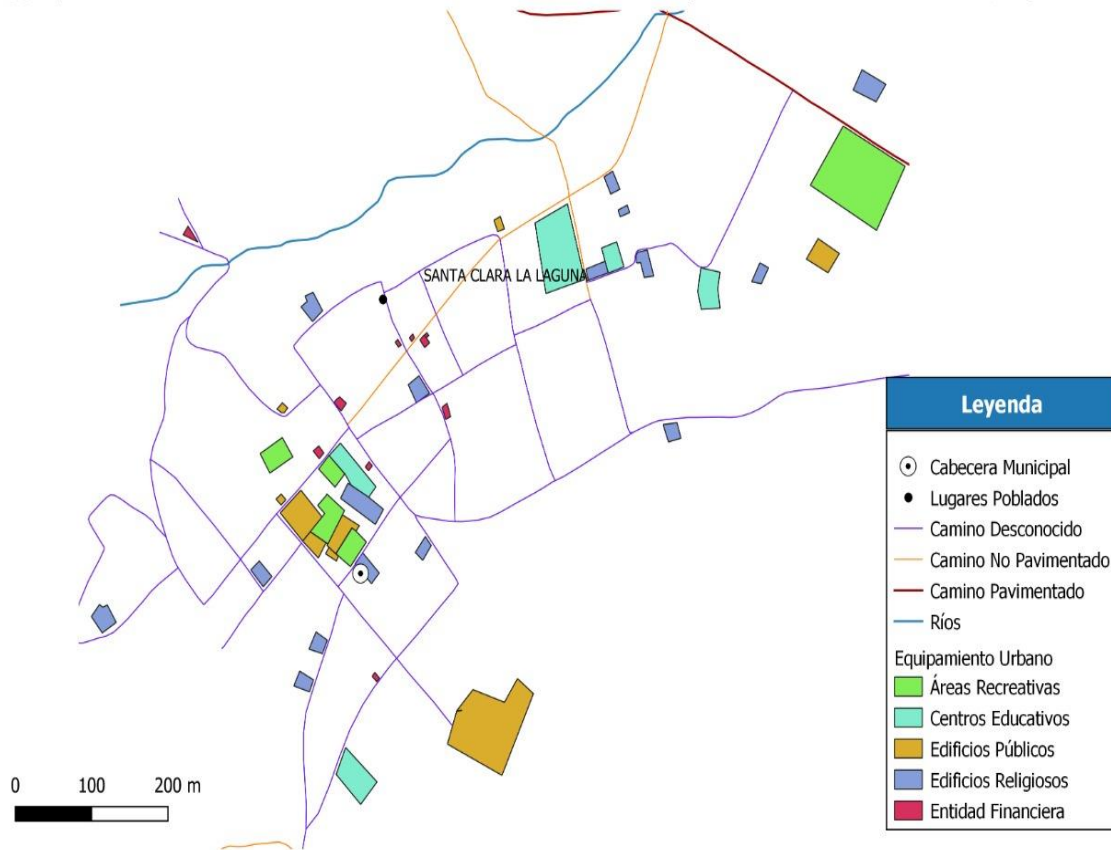 SANTA CLARA LA LAGUNA
Leyenda
Cabecera Municipal
Lugares Poblados
Camino Desconocido
Camino No Pavimentado
Camino Pavimentado
Ríos
Equipamiento Urbano
Áreas Recreativas
Centros Educativos
Edificios Públicos
Edificios Religiosos
Entidad Financiera
0 100 200 m